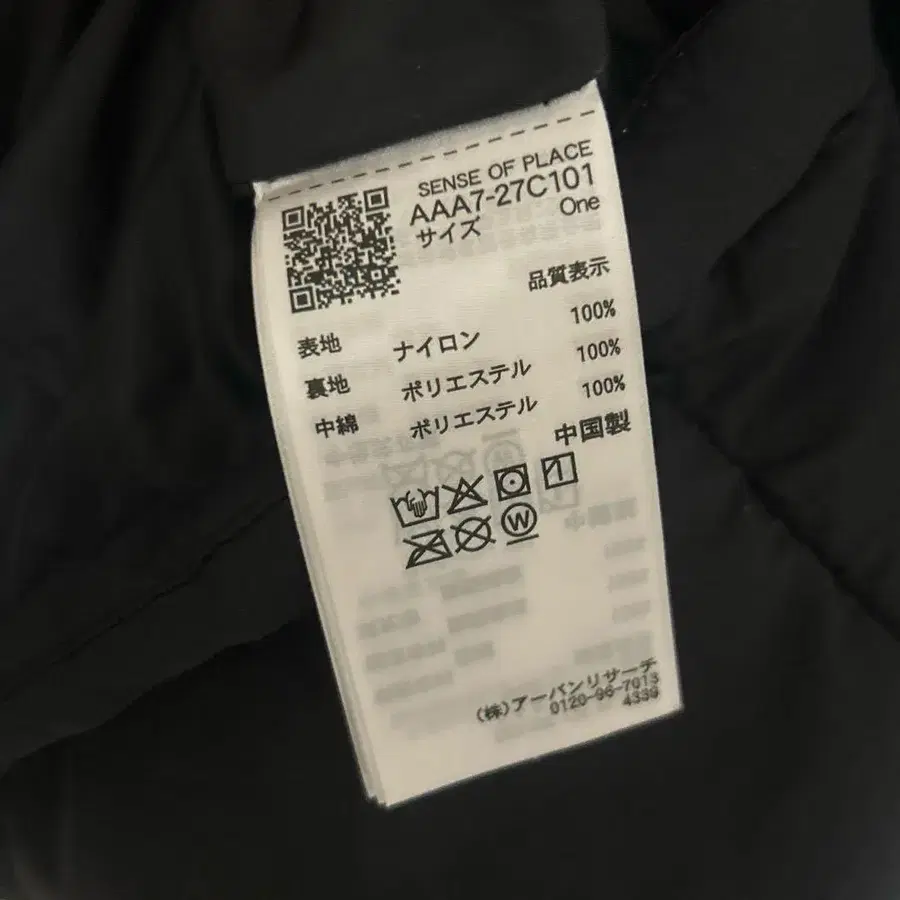 SENSE OF PLACE
AAA7-27C101
サイズ One
品質表示
表地 ナイロン 100%
裏地 ポリエステル 100%
中綿 ポリエステル 100%
中国製
W
(株)アーバンリサーチ
0120-96-7013
4339